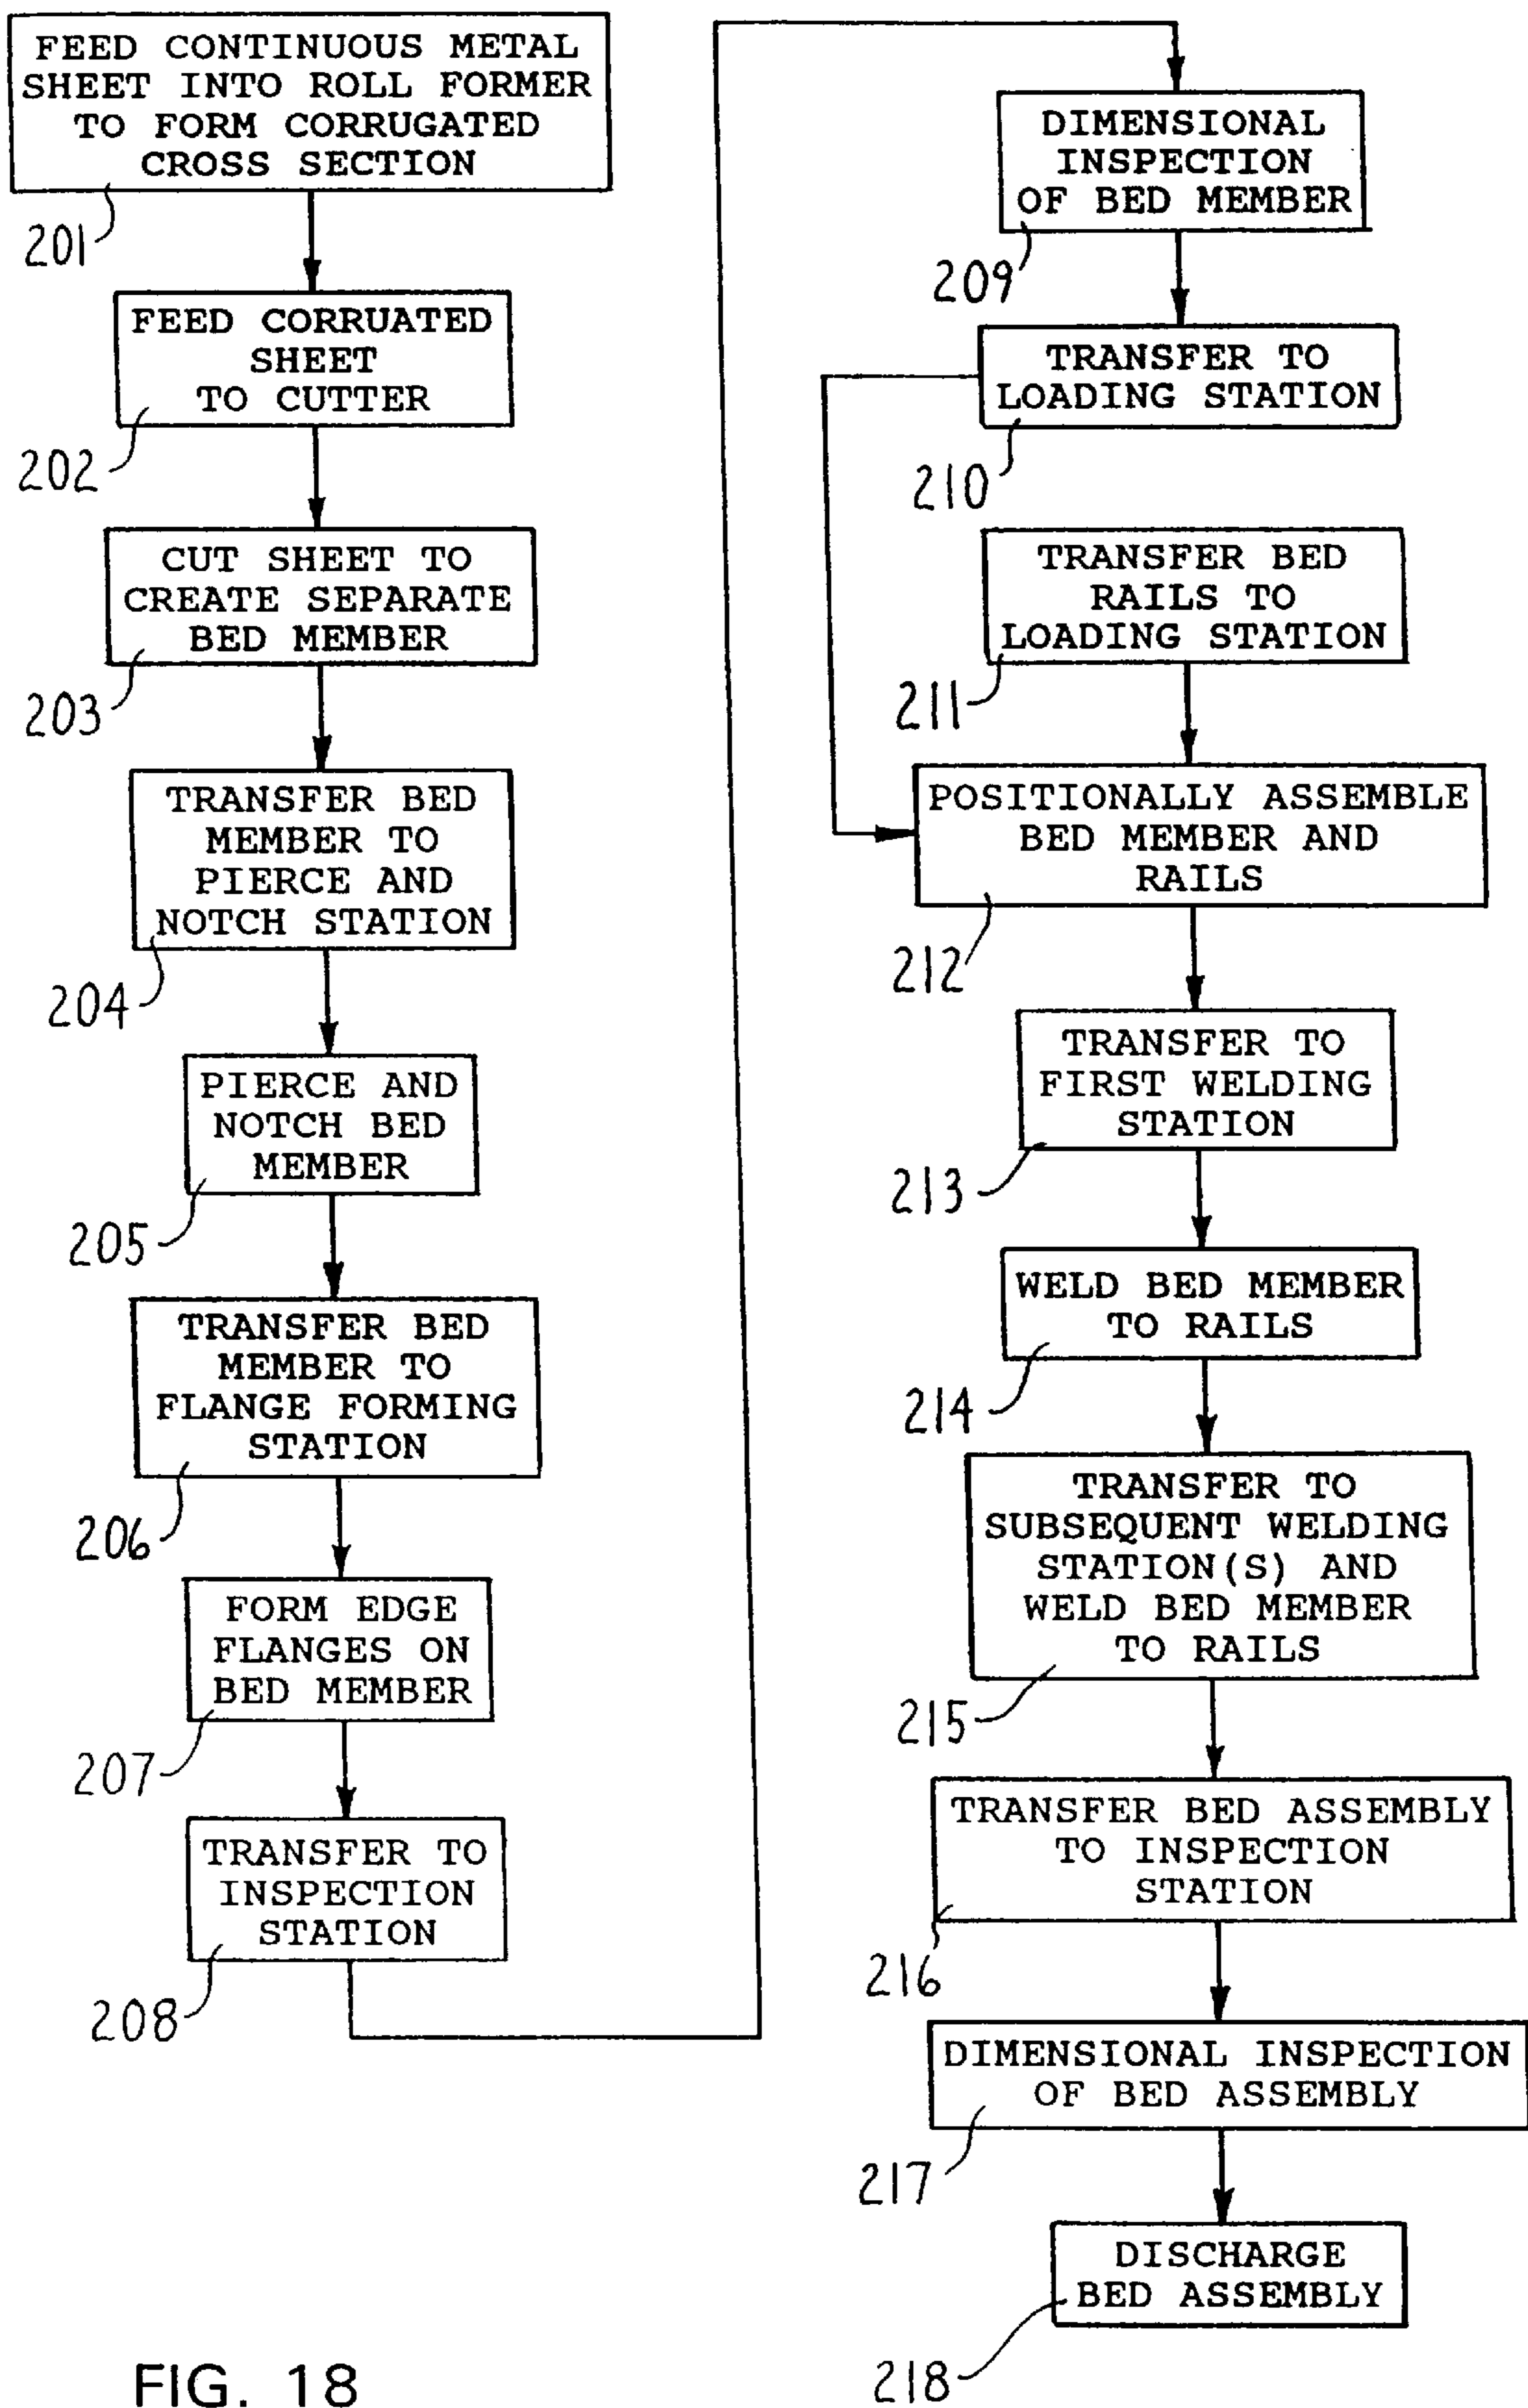 FEED CONTINUOUS METAL
SHEET INTO ROLL FORMER
TO FORM CORRUGATED
CROSS SECTION
201
FEED CORRUATED
SHEET
TO CUTTER
202
CUT SHEET TO
CREATE SEPARATE
BED MEMBER
203
TRANSFER BED
MEMBER TO
PIERCE AND
NOTCH STATION
204
PIERCE AND
NOTCH BED
MEMBER
205
TRANSFER BED
MEMBER TO
FLANGE FORMING
STATION
206
FORM EDGE
FLANGES ON
BED MEMBER
207
TRANSFER TO
INSPECTION
STATION
208
DIMENSIONAL
INSPECTION
OF BED MEMBER
209
TRANSFER TO
LOADING STATION
210
TRANSFER BED
RAILS TO
LOADING STATION
211
POSITIONALLY ASSEMBLE
BED MEMBER AND
RAILS
212
TRANSFER TO
FIRST WELDING
STATION
213
WELD BED MEMBER
TO RAILS
214
TRANSFER TO
SUBSEQUENT WELDING
STATION(S) AND
WELD BED MEMBER
TO RAILS
215
TRANSFER BED ASSEMBLY
TO INSPECTION
STATION
216
DIMENSIONAL INSPECTION
OF BED ASSEMBLY
217
DISCHARGE
BED ASSEMBLY
218
FIG. 18